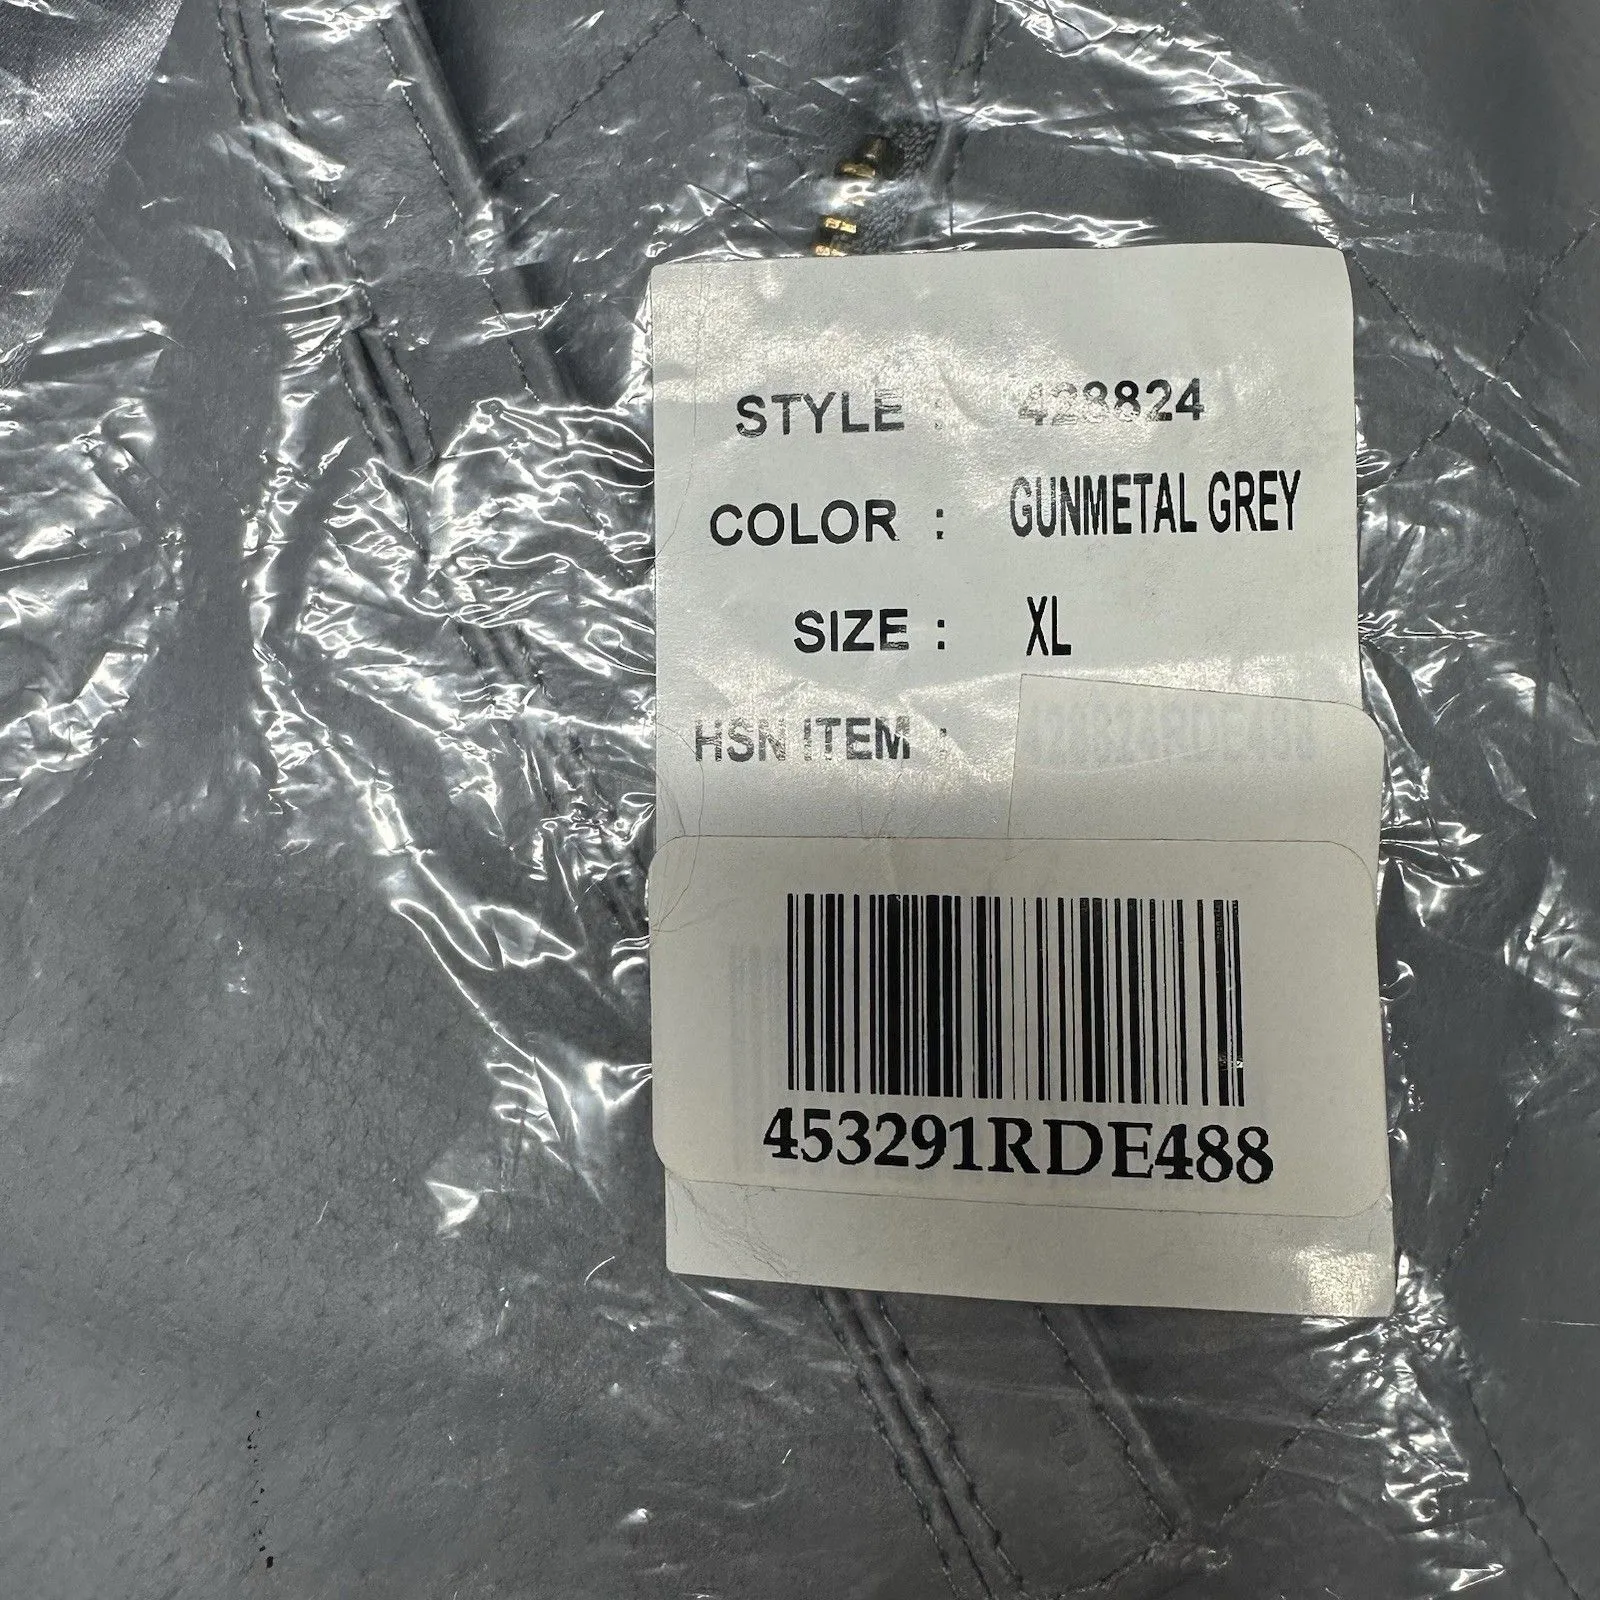 STYLE : 428824
COLOR : GUNMETAL GREY
SIZE : XL
HSN ITEM :
453291RDE488